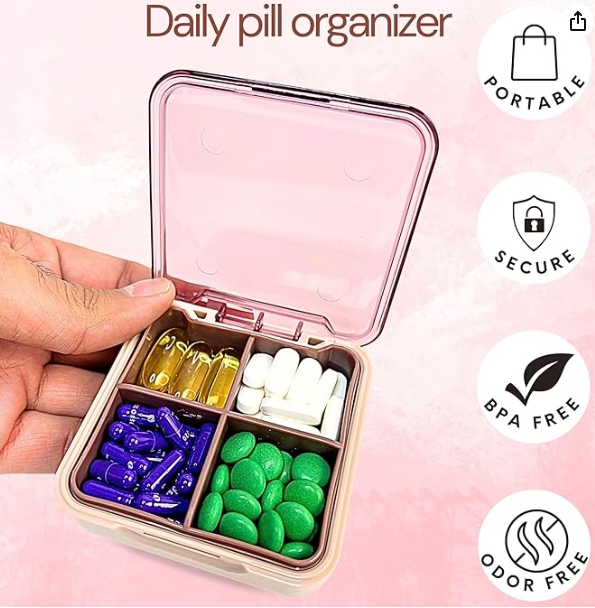 Daily pill organizer
PORTABLE
SECURE
BPA FREE
ODOR FREE